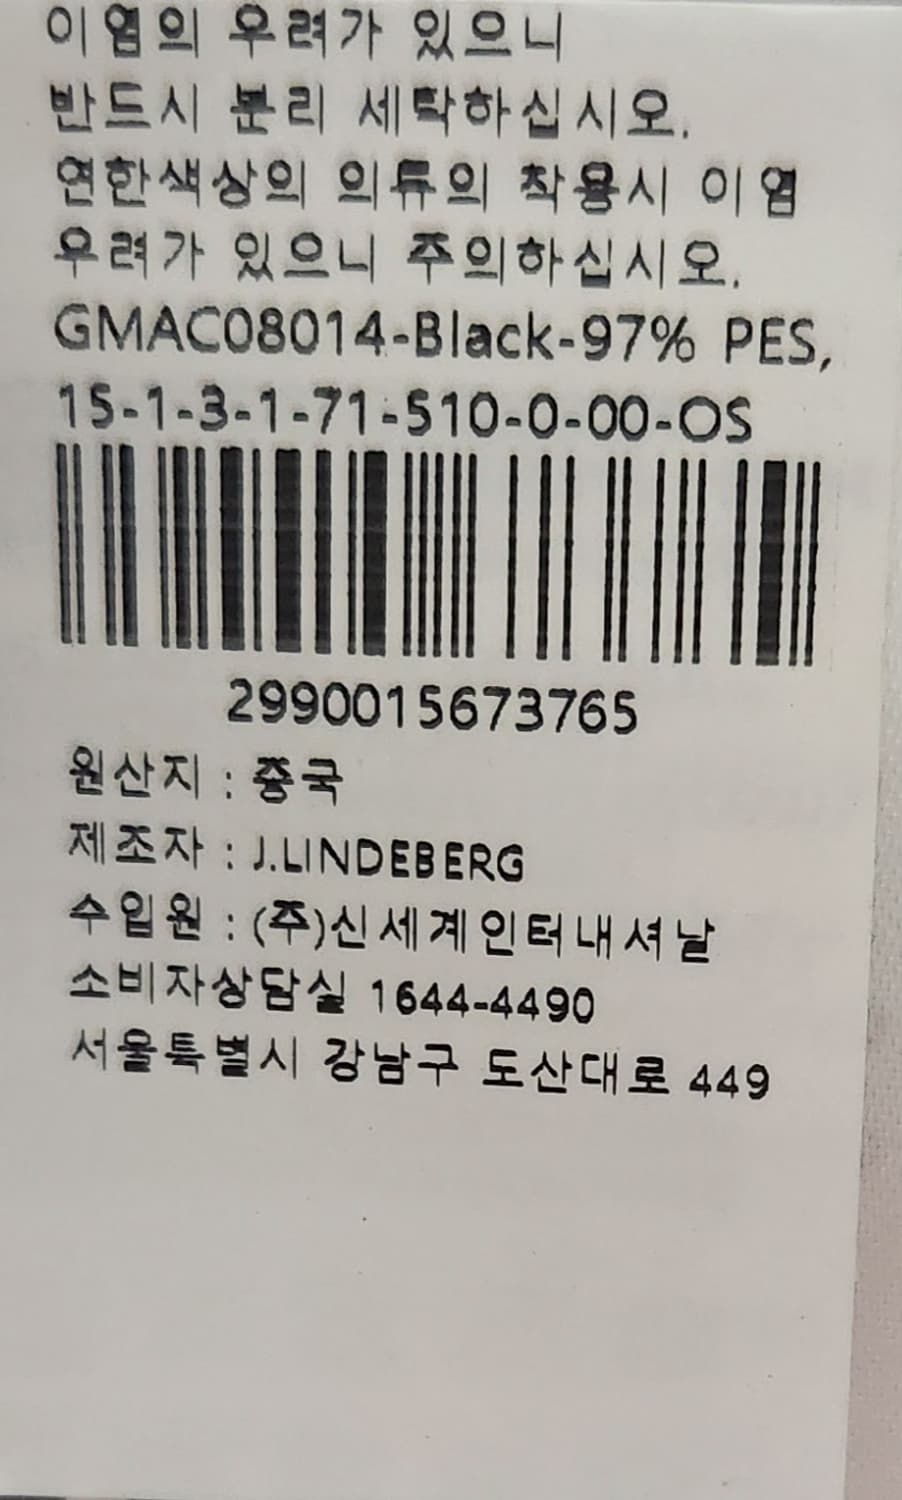 이염의 우려가 있으니
반드시 분리 세탁하십시오.
연한색상의 의류의 착용시 이염
우려가 있으니 주의하십시오.
GMAC08014-Black-97% PES,
15-1-3-1-71-510-0-00-OS
2990015673765
원산지 : 중국
제조자 : J.LINDEBERG
수입원 : (주)신세계인터내셔날
소비자상담실 1644-4490
서울특별시 강남구 도산대로 449